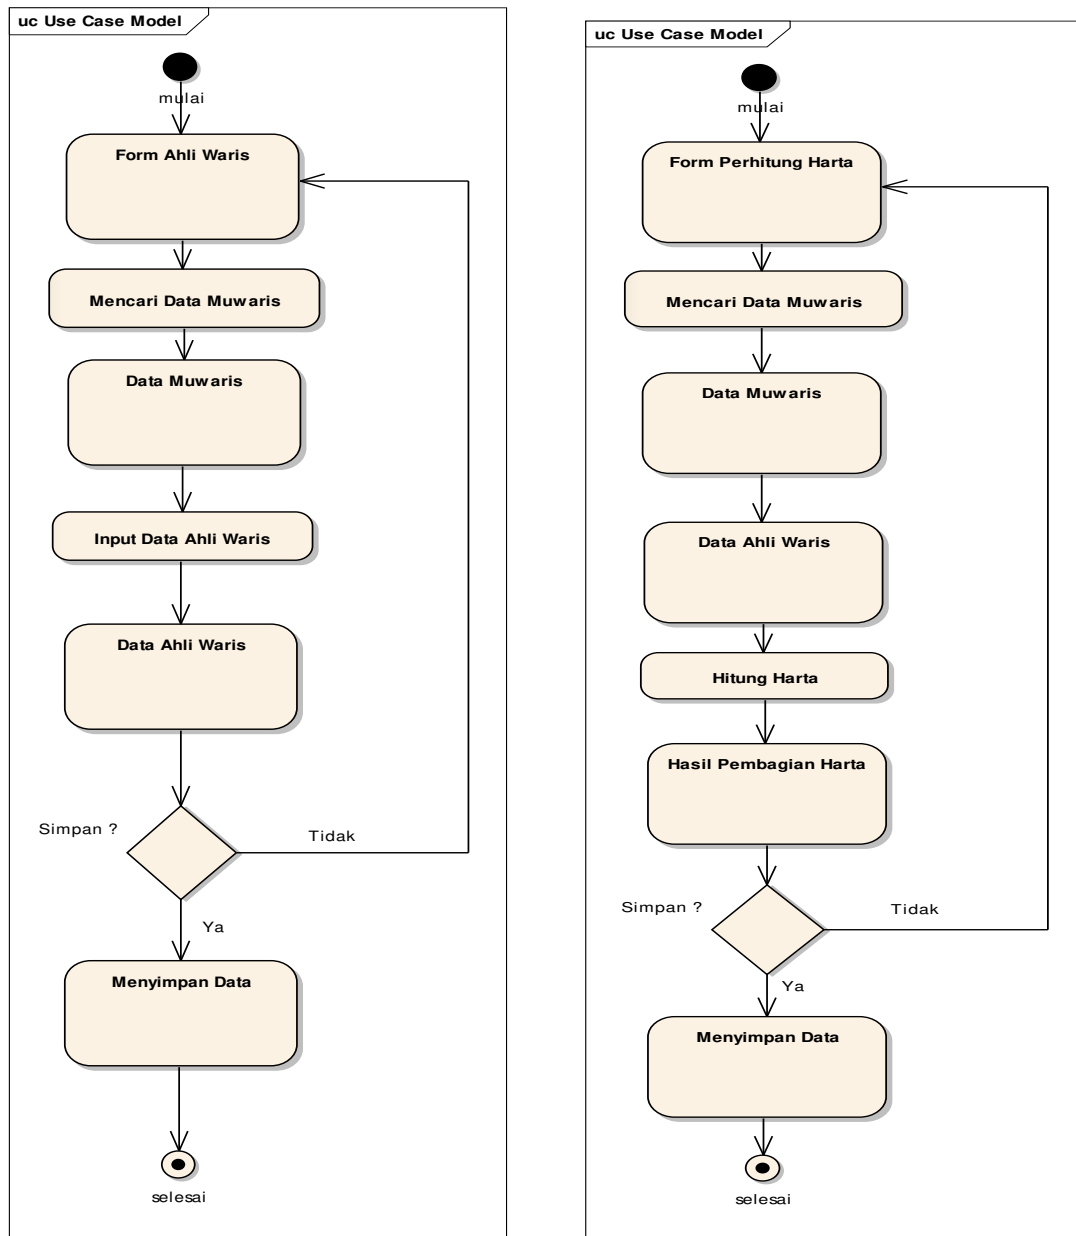 uc Use Case Model
mulai
Form Ahli Waris
Mencari Data Muwaris
Data Muwaris
Input Data Ahli Waris
Data Ahli Waris
Simpan ?
Tidak
Ya
Menyimpan Data
selesai
uc Use Case Model
mulai
Form Perhitung Harta
Mencari Data Muwaris
Data Muwaris
Data Ahli Waris
Hitung Harta
Hasil Pembagian Harta
Simpan ?
Tidak
Ya
Menyimpan Data
selesai